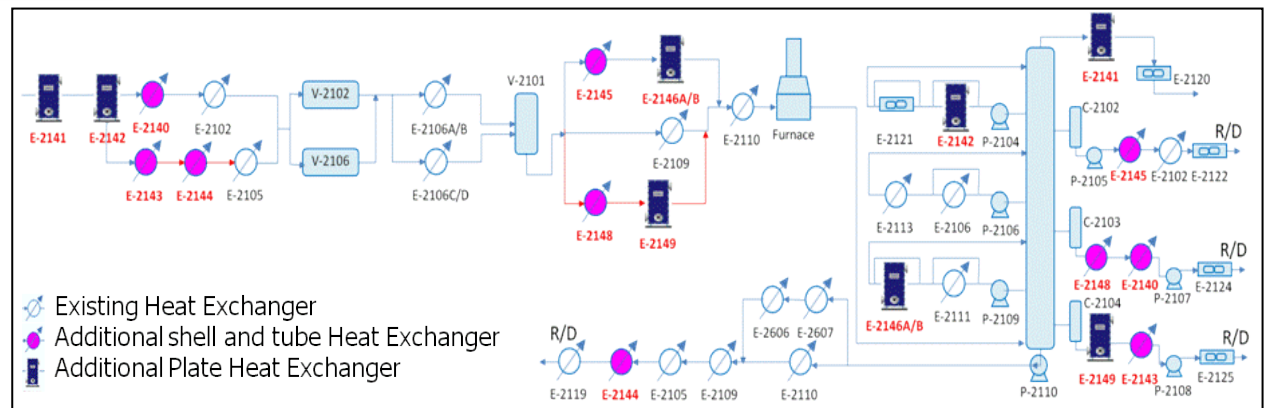 E-2141
E-2142
E-2140
E-2102
E-2143
E-2144
E-2105
V-2102
V-2106
E-2106A/B
E-2106C/D
V-2101
E-2145
E-2146A/B
E-2109
E-2110
Furnace
E-2148
E-2149
E-2121
E-2142
P-2104
E-2113
E-2106
P-2106
E-2146A/B
E-2111
P-2109
E-2141
E-2120
C-2102
R/D
P-2105
E-2145
E-2102
E-2122
C-2103
R/D
E-2148
E-2140
P-2107
E-2124
C-2104
R/D
E-2149
E-2143
P-2108
E-2125
E-2606
E-2607
R/D
E-2119
E-2144
E-2105
E-2109
E-2110
P-2110
Existing Heat Exchanger
Additional shell and tube Heat Exchanger
Additional Plate Heat Exchanger